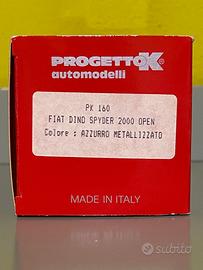 PROGETTO K
automodelli
PK 160
FIAT DINO SPYDER 2000 OPEN
Colore : AZZURRO METALLIZZATO
MADE IN ITALY
subito